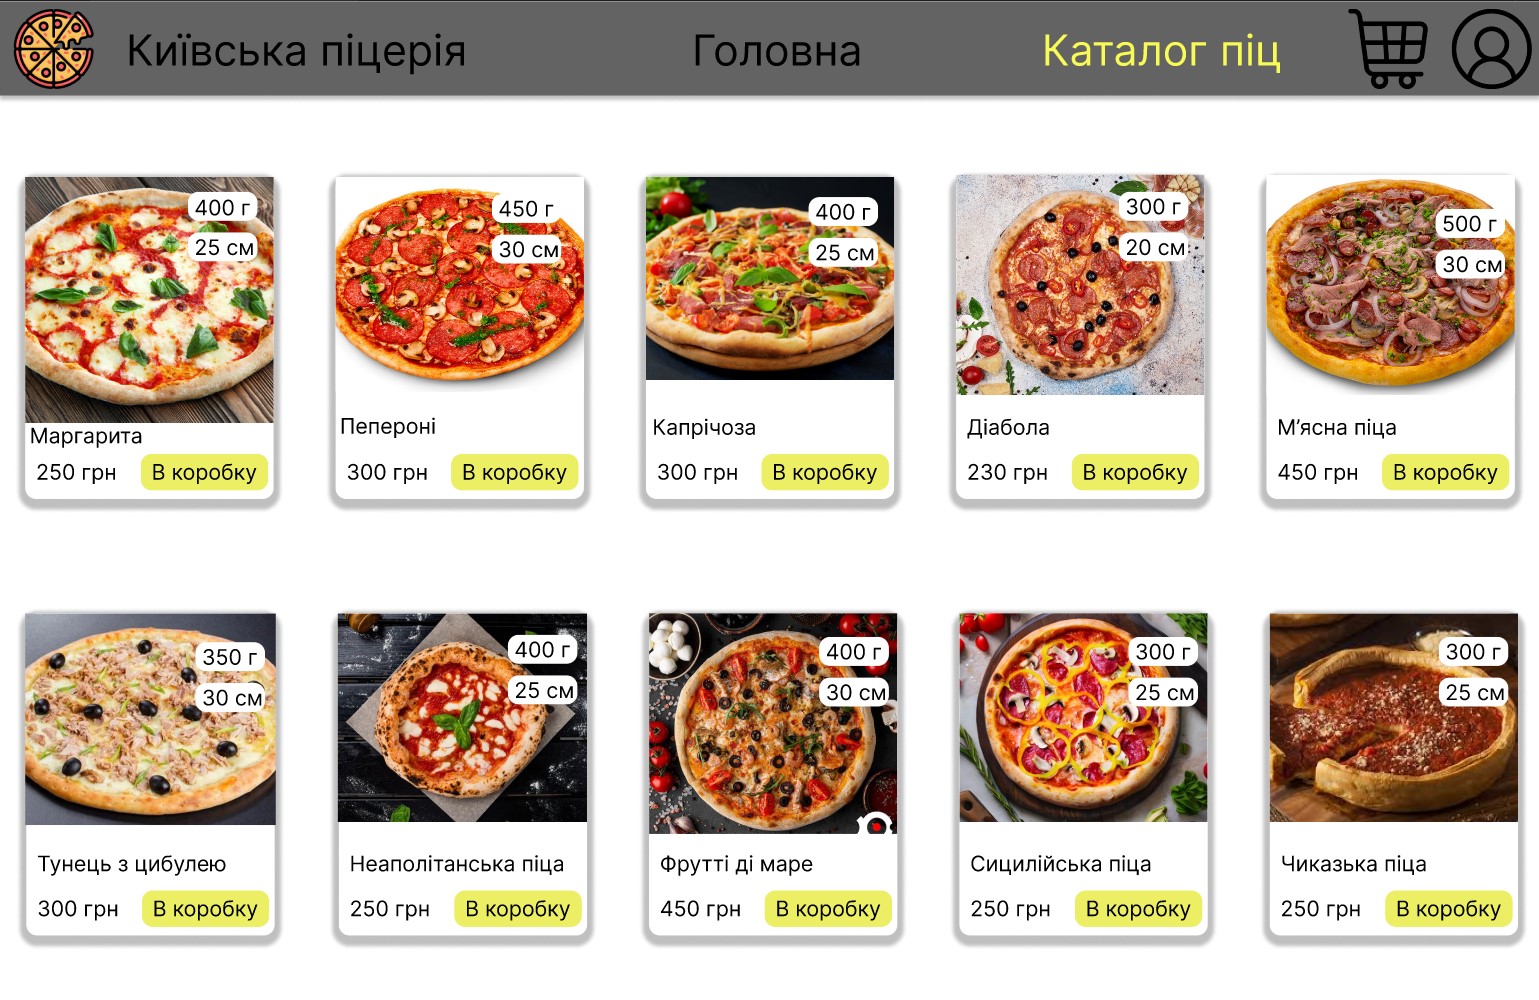 Київська піцерія
Головна
Каталог піц
400 г
25 см
Маргарита
250 грн
В коробку
450 г
30 см
Пепероні
300 грн
В коробку
400 г
25 см
Капрічоза
300 грн
В коробку
300 г
20 см
Діабола
230 грн
В коробку
500 г
30 см
М’ясна піца
450 грн
В коробку
350 г
30 см
Тунець з цибулею
300 грн
В коробку
400 г
25 см
Неаполітанська піца
250 грн
В коробку
400 г
30 см
Фрутті ді маре
450 грн
В коробку
300 г
25 см
Сицилійська піца
250 грн
В коробку
300 г
25 см
Чиказька піца
250 грн
В коробку